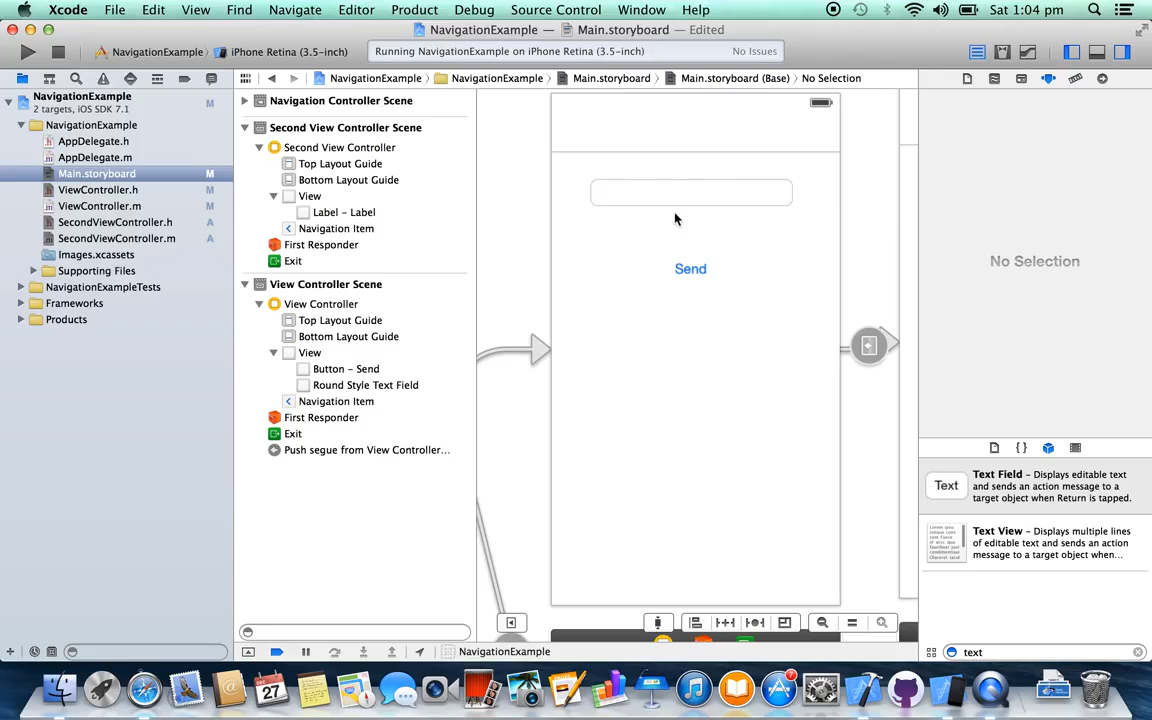 Xcode File Edit View Find Navigate Editor Product Debug Source Control Window Help Sat 1:04 pm
NavigationExample — Main.storyboard — Edited
NavigationExample 〉 iPhone Retina (3.5-inch)
Running NavigationExample on iPhone Retina (3.5-inch) No Issues
NavigationExample 〉 NavigationExample 〉 Main.storyboard 〉 Main.storyboard (Base) 〉 No Selection
NavigationExample M
2 targets, iOS SDK 7.1
NavigationExample
AppDelegate.h
AppDelegate.m
Main.storyboard M
ViewController.h M
ViewController.m M
SecondViewController.h A
SecondViewController.m A
Images.xcassets
Supporting Files
NavigationExampleTests
Frameworks
Products
Navigation Controller Scene
Second View Controller Scene
Second View Controller
Top Layout Guide
Bottom Layout Guide
View
Label – Label
Navigation Item
First Responder
Exit
View Controller Scene
View Controller
Top Layout Guide
Bottom Layout Guide
View
Button – Send
Round Style Text Field
Navigation Item
First Responder
Exit
Push segue from View Controller...
Send
No Selection
Text
Text Field – Displays editable text
and sends an action message to a
target object when Return is tapped.
Text View – Displays multiple lines
of editable text and sends an action
message to a target object when...
NavigationExample
text
27
7